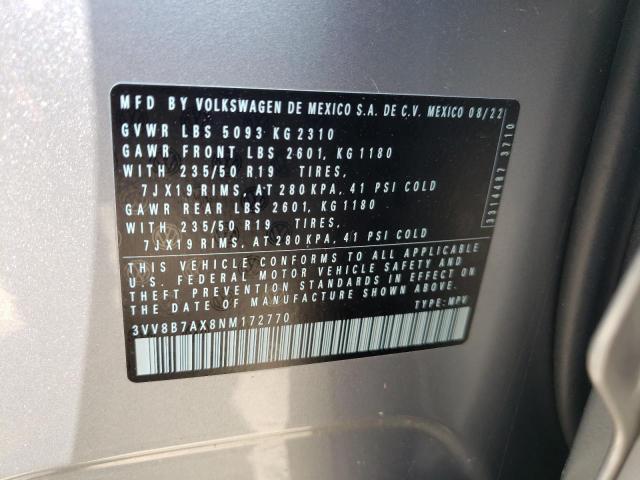 MFD BY VOLKSWAGEN DE MEXICO S.A. DE C.V. MEXICO 08/22
GVWR LBS 5093 KG 2310
GAWR FRONT LBS 2601, KG 1180
WITH 235/50 R19 TIRES,
7JX19 RIMS, AT 280 KPA, 41 PSI COLD
GAWR REAR LBS 2601, KG 1180
WITH 235/50 R19 TIRES,
7JX19 RIMS, AT 280 KPA, 41 PSI COLD
THIS VEHICLE CONFORMS TO ALL APPLICABLE
U.S. FEDERAL MOTOR VEHICLE SAFETY AND
THEFT PREVENTION STANDARDS IN EFFECT ON
THE DATE OF MANUFACTURE SHOWN ABOVE.
3VV8B7AX8NM172770 TYPE: MPV
3314487 3710